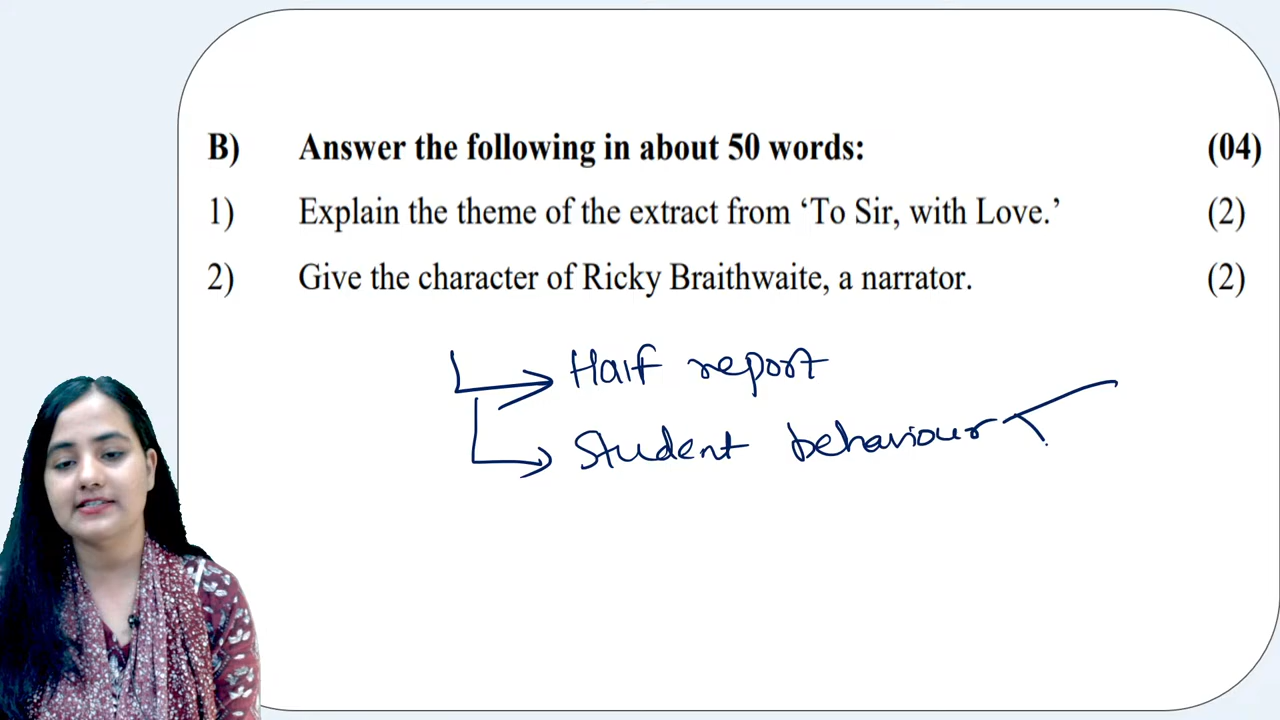 B) Answer the following in about 50 words: (04)
1) Explain the theme of the extract from ‘To Sir, with Love.’ (2)
2) Give the character of Ricky Braithwaite, a narrator. (2)
Half report
Student behaviour